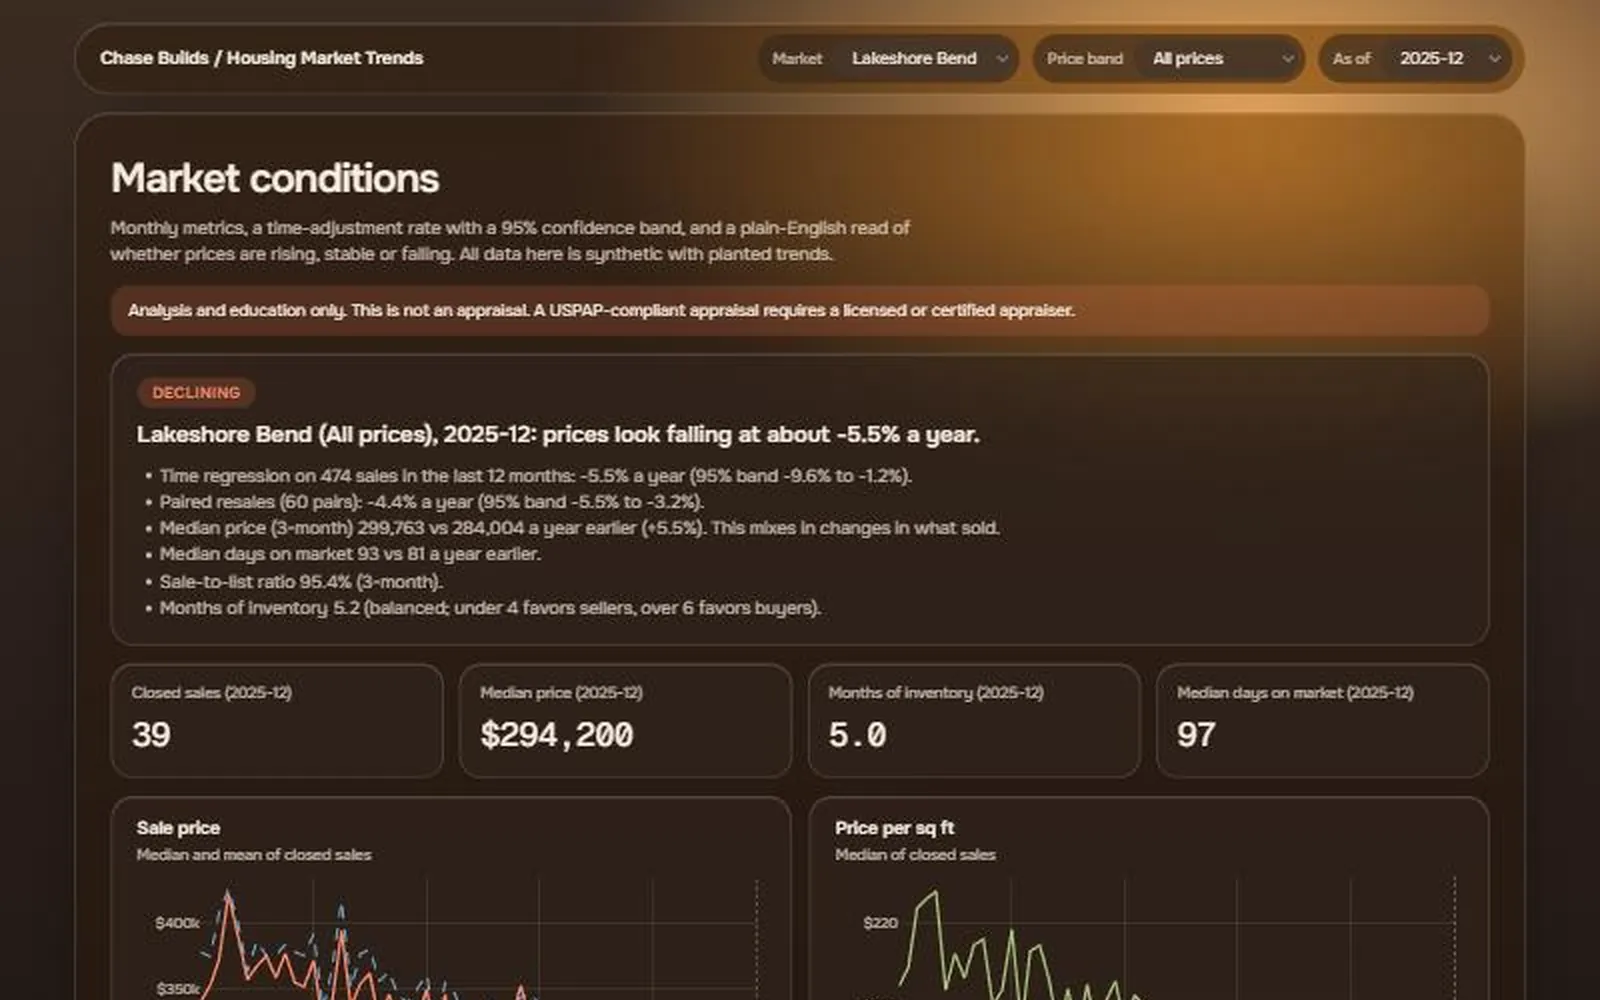 Chase Builds / Housing Market Trends
Market Lakeshore Bend
Price band All prices
As of 2025-12
Market conditions
Monthly metrics, a time-adjustment rate with a 95% confidence band, and a plain-English read of
whether prices are rising, stable or falling. All data here is synthetic with planted trends.
Analysis and education only. This is not an appraisal. A USPAP-compliant appraisal requires a licensed or certified appraiser.
DECLINING
Lakeshore Bend (All prices), 2025-12: prices look falling at about -5.5% a year.
• Time regression on 474 sales in the last 12 months: -5.5% a year (95% band -9.6% to -1.2%).
• Paired resales (60 pairs): -4.4% a year (95% band -5.5% to -3.2%).
• Median price (3-month) 299,763 vs 284,004 a year earlier (+5.5%). This mixes in changes in what sold.
• Median days on market 93 vs 81 a year earlier.
• Sale-to-list ratio 95.4% (3-month).
• Months of inventory 5.2 (balanced; under 4 favors sellers, over 6 favors buyers).
Closed sales (2025-12)
39
Median price (2025-12)
$294,200
Months of inventory (2025-12)
5.0
Median days on market (2025-12)
97
Sale price
Median and mean of closed sales
$400k
$350k
Price per sq ft
Median of closed sales
$220